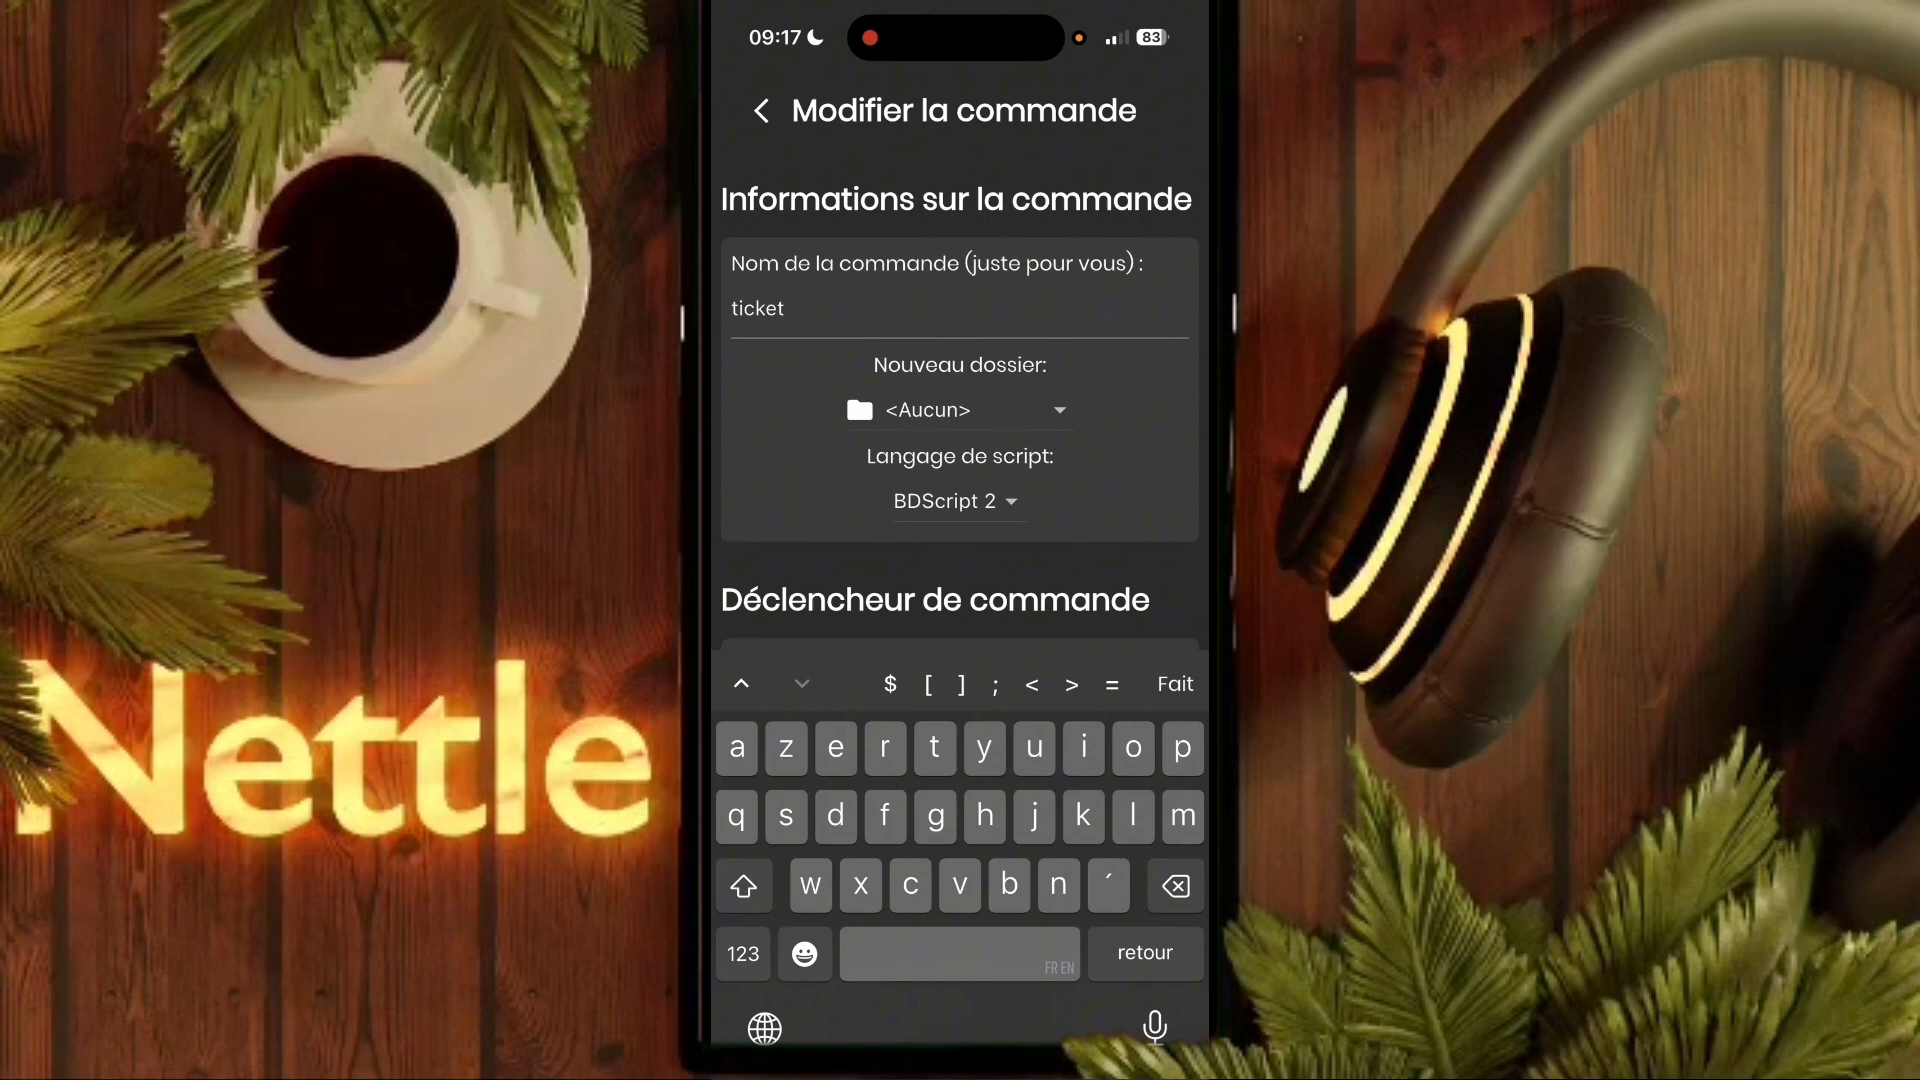 09:17
83
Modifier la commande
Informations sur la commande
Nom de la commande (juste pour vous) :
ticket
Nouveau dossier:
<Aucun>
Langage de script:
BDScript 2
Déclencheur de commande
$ [ ] ; < > = Fait
a z e r t y u i o p
q s d f g h j k l m
w x c v b n ´
123
FR EN
retour
Nettle